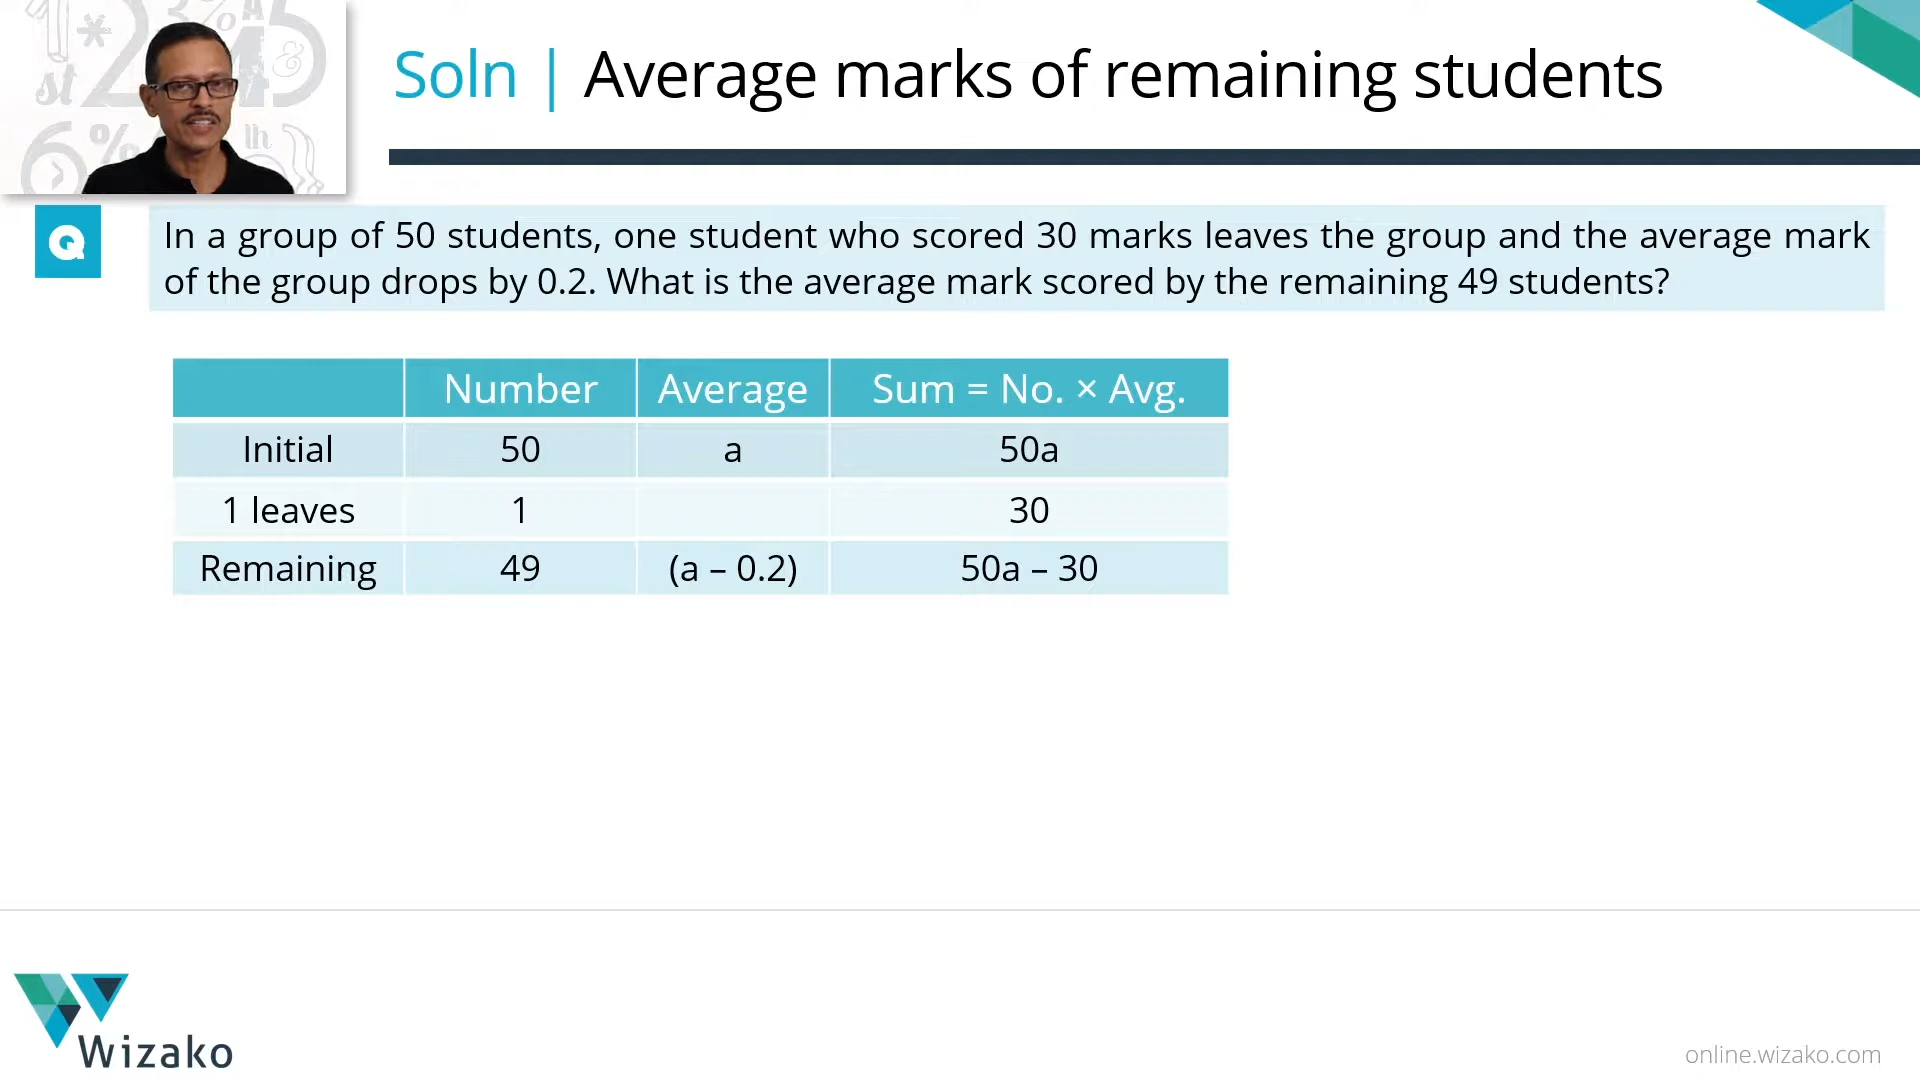 Soln | Average marks of remaining students
Q
In a group of 50 students, one student who scored 30 marks leaves the group and the average mark
of the group drops by 0.2. What is the average mark scored by the remaining 49 students?
Number Average Sum = No. × Avg.
Initial 50 a 50a
1 leaves 1 30
Remaining 49 (a – 0.2) 50a – 30
Wizako
online.wizako.com